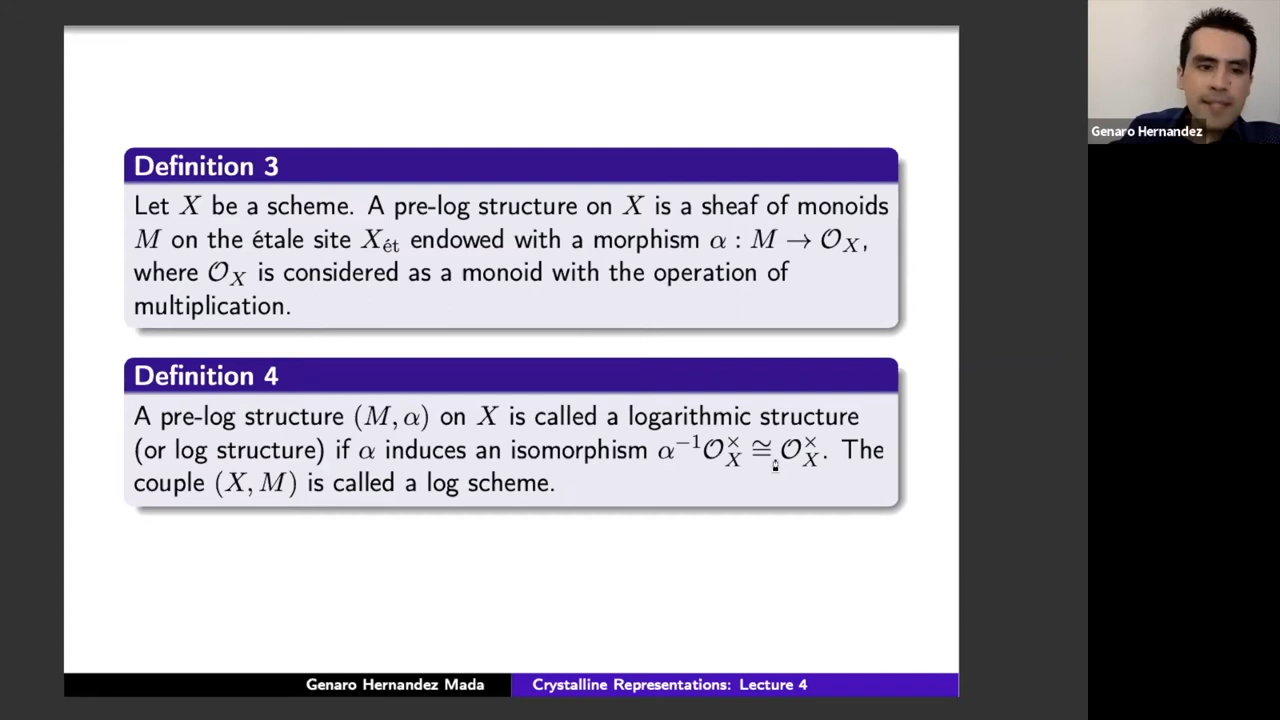 Definition 3
Let X be a scheme. A pre-log structure on X is a sheaf of monoids
M on the étale site X_ét endowed with a morphism α : M → 𝒪_X,
where 𝒪_X is considered as a monoid with the operation of
multiplication.
Definition 4
A pre-log structure (M, α) on X is called a logarithmic structure
(or log structure) if α induces an isomorphism α⁻¹𝒪_X^× ≅ 𝒪_X^×. The
couple (X, M) is called a log scheme.
Genaro Hernandez Mada
Crystalline Representations: Lecture 4
Genaro Hernandez